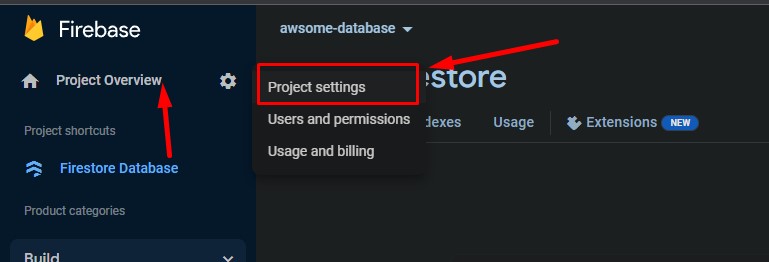 Firebase
awsome-database
Project Overview
estore
Project settings
Project shortcuts
Users and permissions
dexes
Usage
Extensions
NEW
Firestore Database
Usage and billing
Product categories
Build